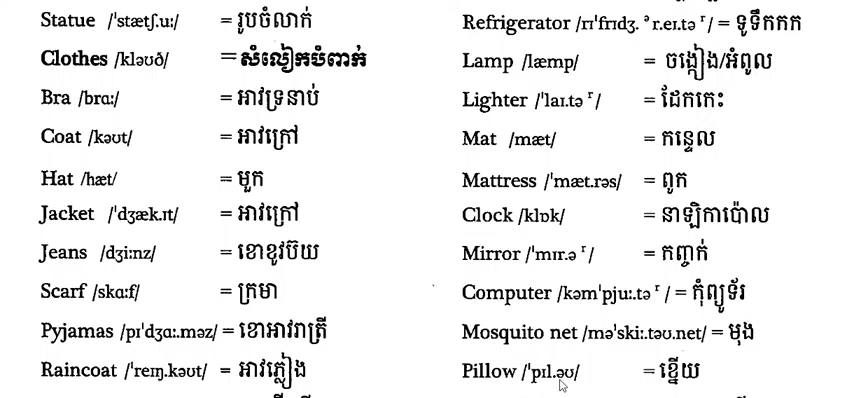 Statue /ˈstætʃ.uː/ = រូបចំលាក់
Clothes /kləʊð/ = សំលៀកបំពាក់
Bra /brɑː/ = អាវទ្រនាប់
Coat /kəʊt/ = អាវក្រៅ
Hat /hæt/ = មួក
Jacket /ˈdʒæk.ɪt/ = អាវក្រៅ
Jeans /dʒiːnz/ = ខោខូវប៊យ
Scarf /skɑːf/ = ក្រមា
Pyjamas /pɪˈdʒɑː.məz/ = ខោអាវរាត្រី
Raincoat /ˈreɪŋ.kəʊt/ = អាវភ្លៀង
Refrigerator /rɪˈfrɪdʒ.ᵊr.eɪ.tə ʳ/ = ទូទឹកកក
Lamp /læmp/ = ចង្កៀង/អំពូល
Lighter /ˈlaɪ.tə ʳ/ = ដែកកេះ
Mat /mæt/ = កន្ទេល
Mattress /ˈmæt.rəs/ = ពូក
Clock /klɒk/ = នាឡិកាប៉ោល
Mirror /ˈmɪr.ə ʳ/ = កញ្ចក់
Computer /kəmˈpjuː.tə ʳ/ = កុំព្យូទ័រ
Mosquito net /məˈskiː.təʊ.net/ = មុង
Pillow /ˈpɪl.əʊ/ = ខ្នើយ